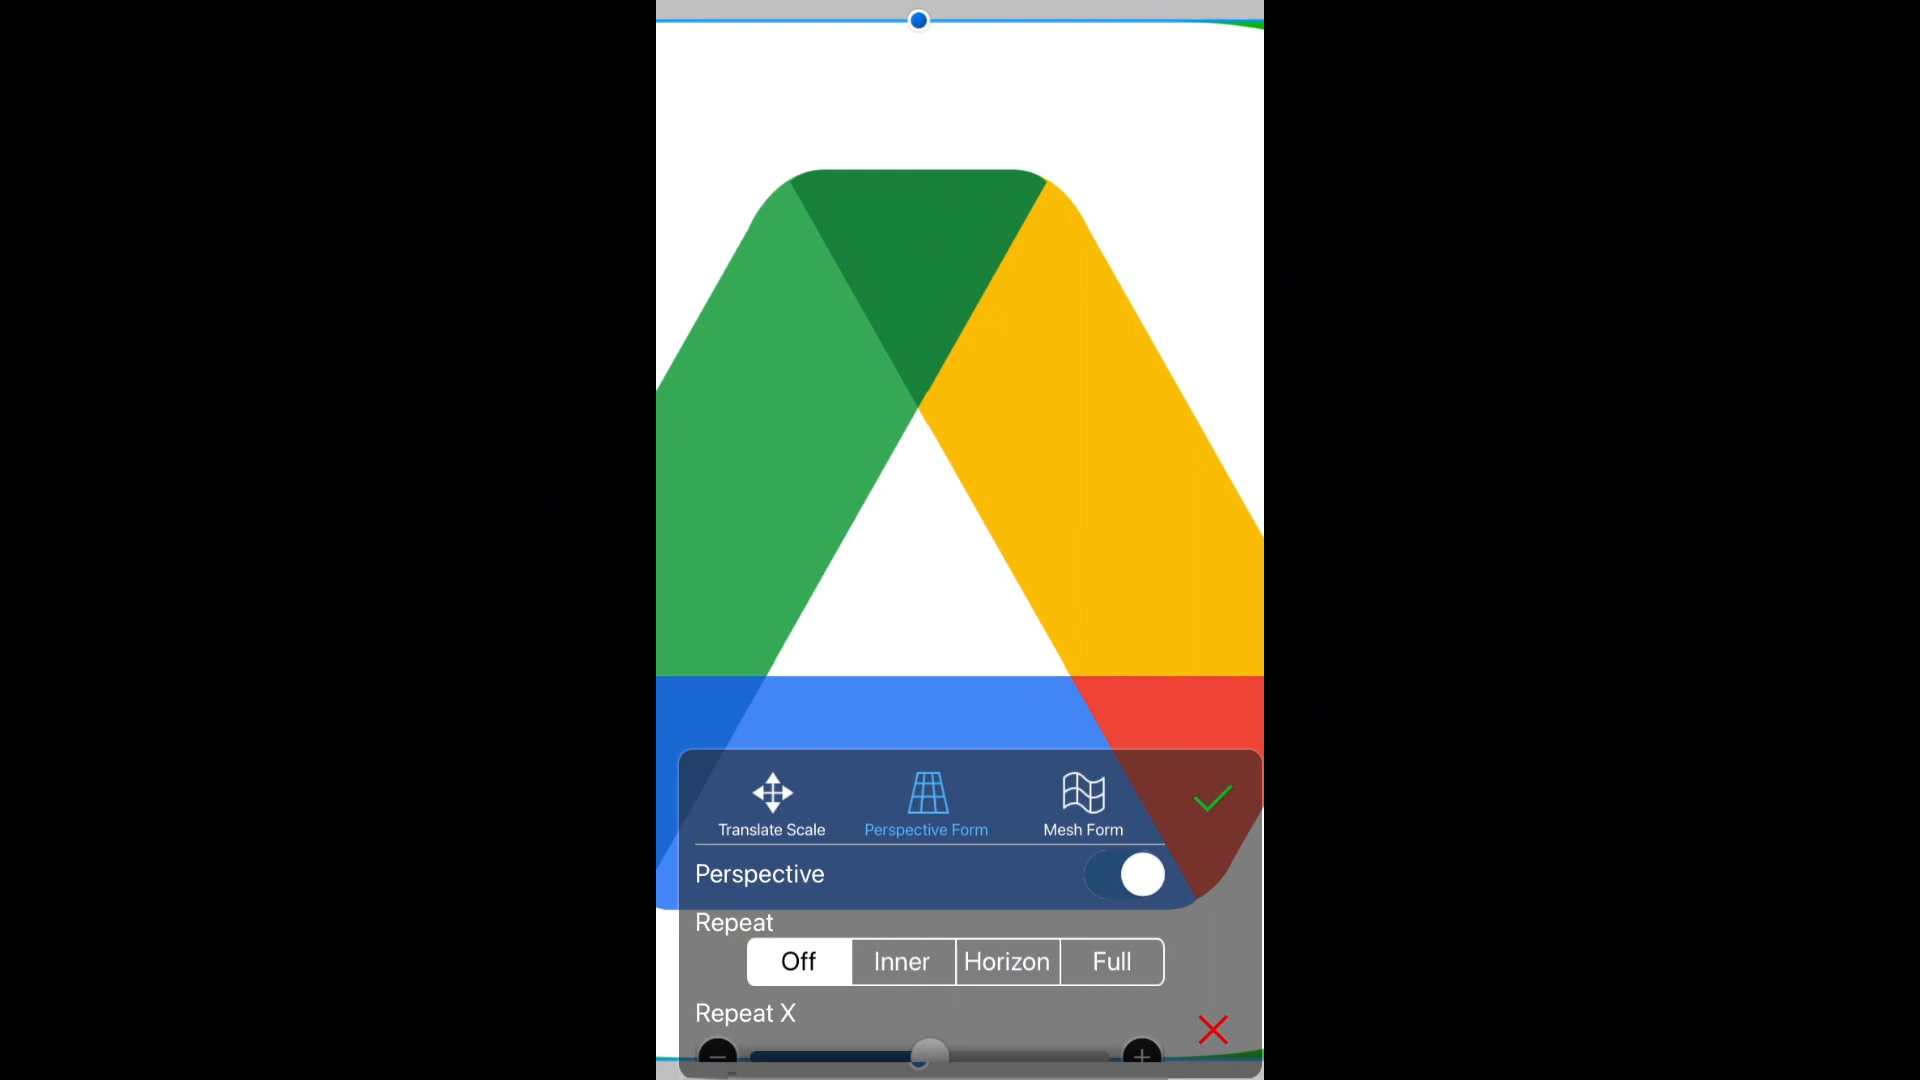 Translate Scale Perspective Form Mesh Form
Perspective
Repeat
Off Inner Horizon Full
Repeat X